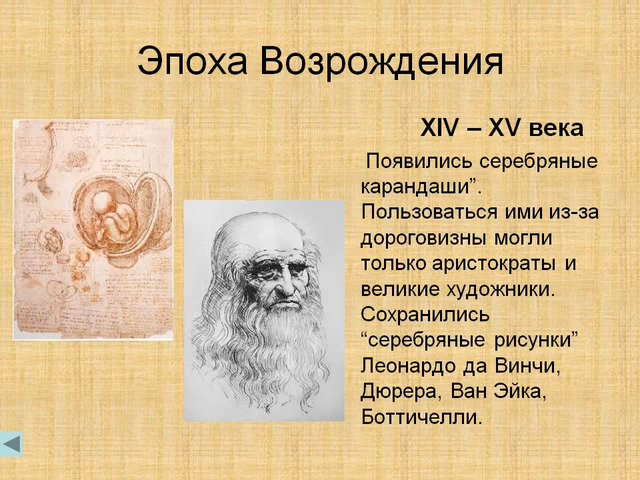 Эпоха Возрождения
XIV – XV века
Появились серебряные
карандаши”.
Пользоваться ими из-за
дороговизны могли
только аристократы и
великие художники.
Сохранились
“серебряные рисунки”
Леонардо да Винчи,
Дюрера, Ван Эйка,
Боттичелли.